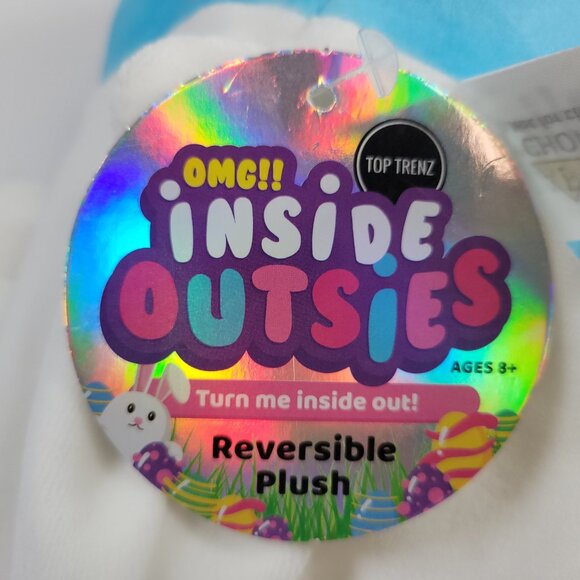 OMG!!
TOP TRENZ
iNSiDE
OUTSiES
AGES 8+
Turn me inside out!
Reversible
Plush